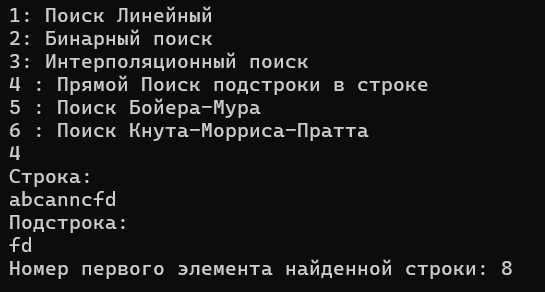 1: Поиск Линейный
2: Бинарный поиск
3: Интерполяционный поиск
4 : Прямой Поиск подстроки в строке
5 : Поиск Бойера-Мура
6 : Поиск Кнута-Морриса-Пратта
4
Строка:
abcanncfd
Подстрока:
fd
Номер первого элемента найденной строки: 8